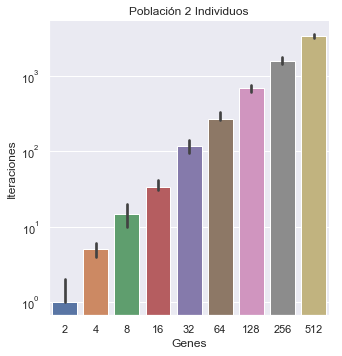 Población 2 Individuos
Iteraciones
10³
10²
10¹
10⁰
2 4 8 16 32 64 128 256 512
Genes